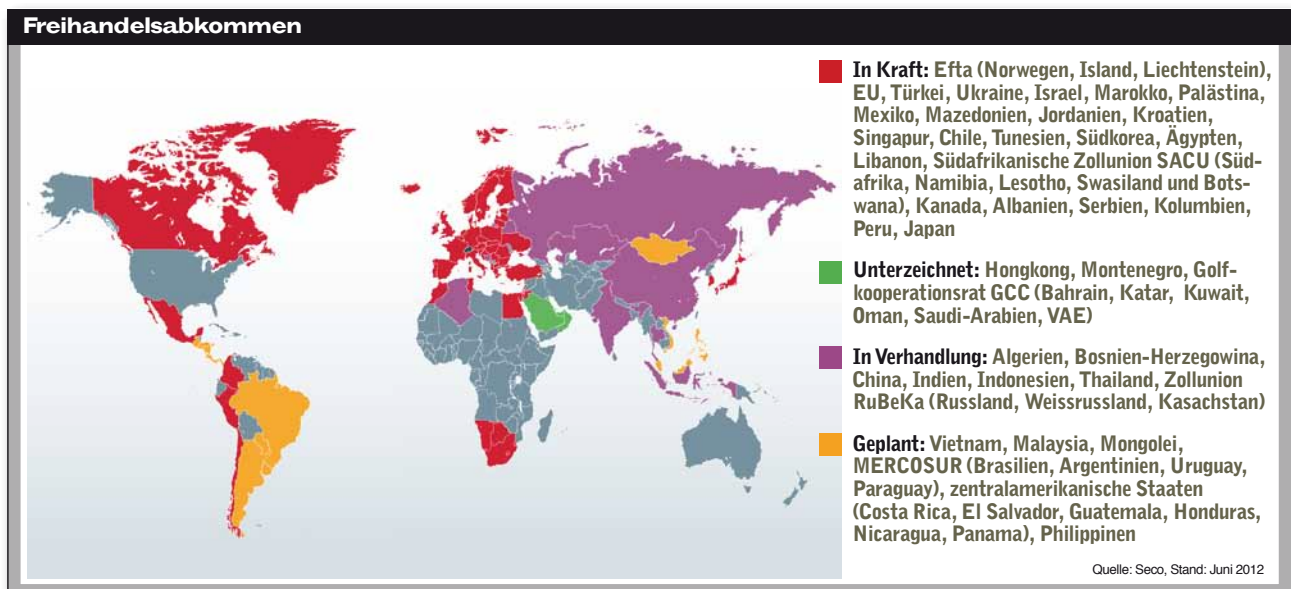 Freihandelsabkommen
In Kraft: Efta (Norwegen, Island, Liechtenstein),
EU, Türkei, Ukraine, Israel, Marokko, Palästina,
Mexiko, Mazedonien, Jordanien, Kroatien,
Singapur, Chile, Tunesien, Südkorea, Ägypten,
Libanon, Südafrikanische Zollunion SACU (Süd-
afrika, Namibia, Lesotho, Swasiland und Bots-
wana), Kanada, Albanien, Serbien, Kolumbien,
Peru, Japan
Unterzeichnet: Hongkong, Montenegro, Golf-
kooperationsrat GCC (Bahrain, Katar, Kuwait,
Oman, Saudi-Arabien, VAE)
In Verhandlung: Algerien, Bosnien-Herzegowina,
China, Indien, Indonesien, Thailand, Zollunion
RuBeKa (Russland, Weissrussland, Kasachstan)
Geplant: Vietnam, Malaysia, Mongolei,
MERCOSUR (Brasilien, Argentinien, Uruguay,
Paraguay), zentralamerikanische Staaten
(Costa Rica, El Salvador, Guatemala, Honduras,
Nicaragua, Panama), Philippinen
Quelle: Seco, Stand: Juni 2012